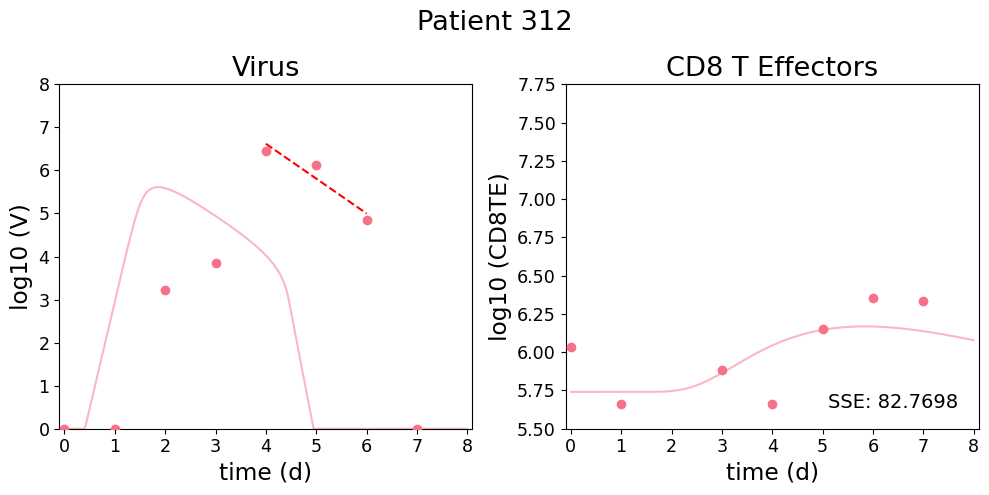 Patient 312
Virus
CD8 T Effectors
log10 (V)
8
7
6
5
4
3
2
1
0
0 1 2 3 4 5 6 7 8
time (d)
log10 (CD8TE)
7.75
7.50
7.25
7.00
6.75
6.50
6.25
6.00
5.75
5.50
SSE: 82.7698
0 1 2 3 4 5 6 7 8
time (d)